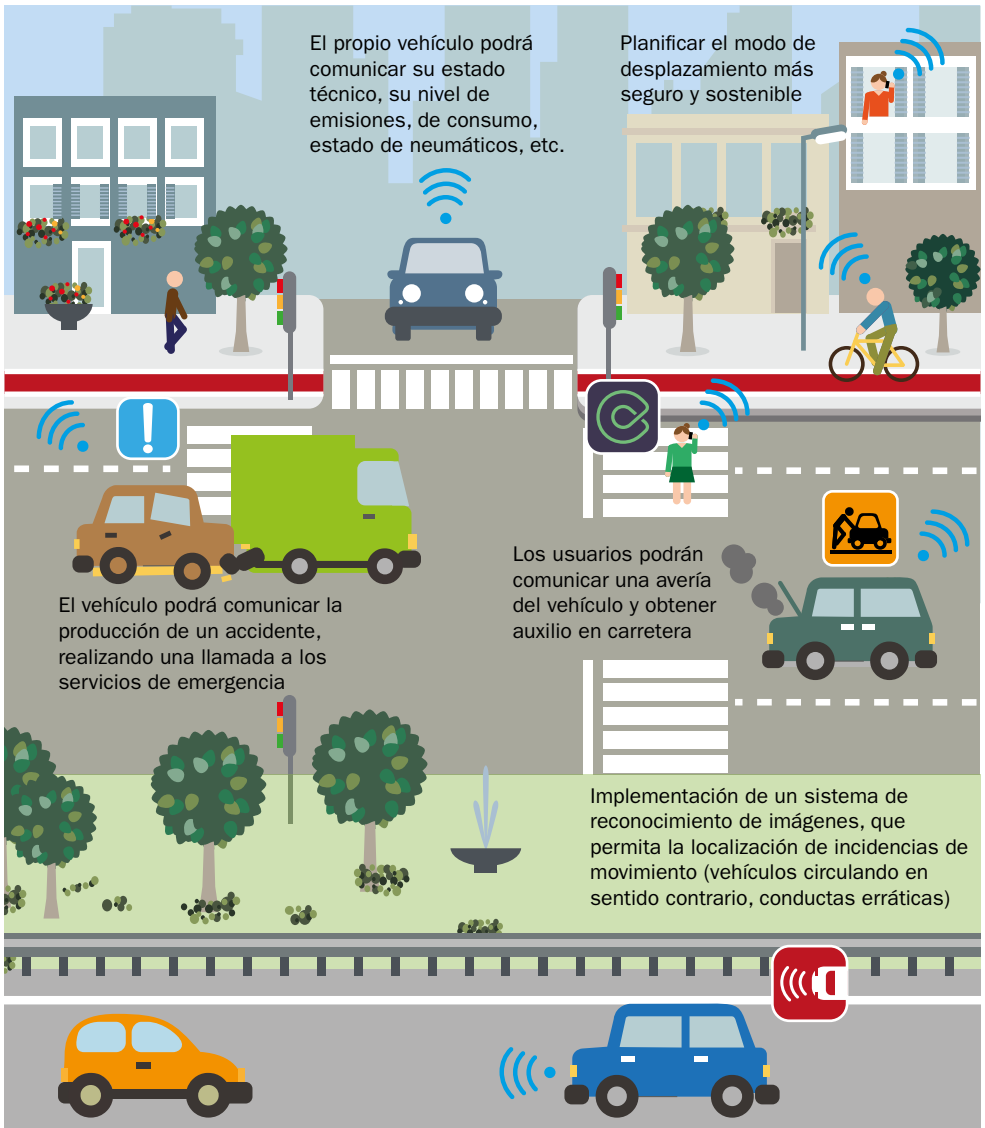 El propio vehículo podrá
comunicar su estado
técnico, su nivel de
emisiones, de consumo,
estado de neumáticos, etc.
Planificar el modo de
desplazamiento más
seguro y sostenible
El vehículo podrá comunicar la
producción de un accidente,
realizando una llamada a los
servicios de emergencia
Los usuarios podrán
comunicar una avería
del vehículo y obtener
auxilio en carretera
Implementación de un sistema de
reconocimiento de imágenes, que
permita la localización de incidencias de
movimiento (vehículos circulando en
sentido contrario, conductas erráticas)